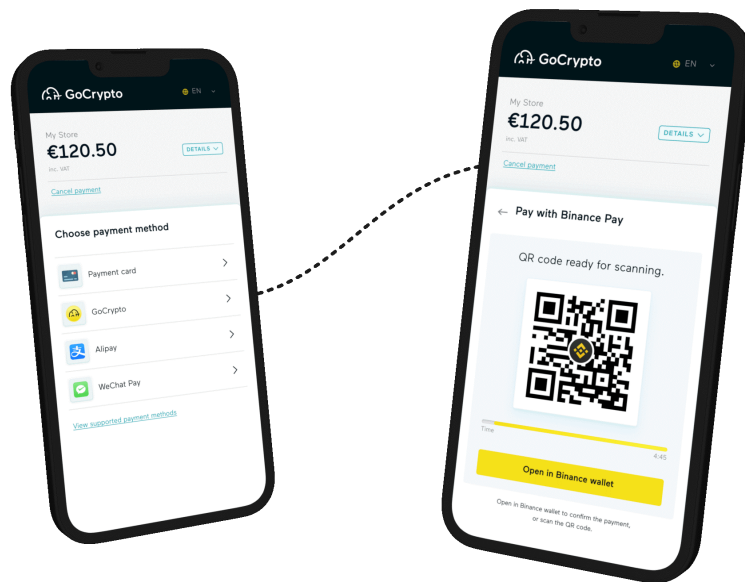 GoCrypto
EN
My Store
€120.50
DETAILS
inc. VAT
Cancel payment
Choose payment method
Payment card
GoCrypto
Alipay
WeChat Pay
View supported payment methods
GoCrypto
EN
My Store
€120.50
DETAILS
inc. VAT
Cancel payment
← Pay with Binance Pay
QR code ready for scanning.
Time
4:45
Open in Binance wallet
Open in Binance wallet to confirm the payment,
or scan the QR code.